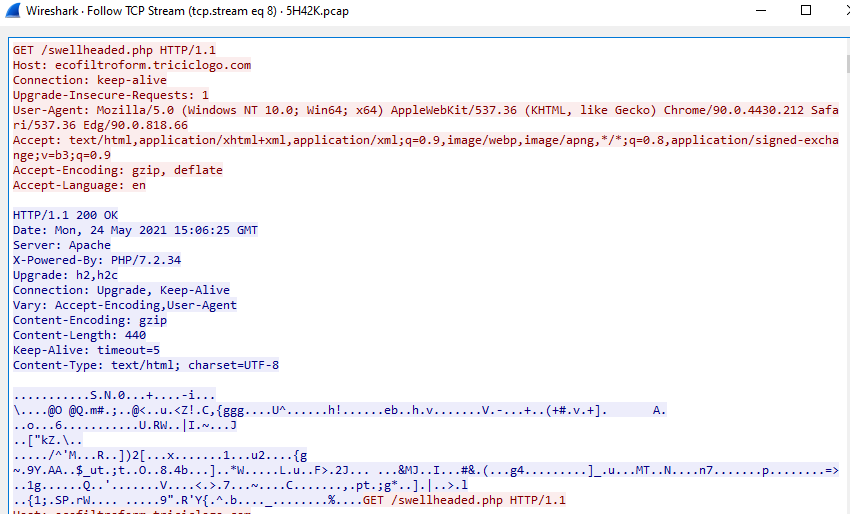 Wireshark · Follow TCP Stream (tcp.stream eq 8) · 5H42K.pcap
GET /swellheaded.php HTTP/1.1
Host: ecofiltroform.triciclogo.com
Connection: keep-alive
Upgrade-Insecure-Requests: 1
User-Agent: Mozilla/5.0 (Windows NT 10.0; Win64; x64) AppleWebKit/537.36 (KHTML, like Gecko) Chrome/90.0.4430.212 Safa
ri/537.36 Edg/90.0.818.66
Accept: text/html,application/xhtml+xml,application/xml;q=0.9,image/webp,image/apng,*/*;q=0.8,application/signed-excha
nge;v=b3;q=0.9
Accept-Encoding: gzip, deflate
Accept-Language: en
HTTP/1.1 200 OK
Date: Mon, 24 May 2021 15:06:25 GMT
Server: Apache
X-Powered-By: PHP/7.2.34
Upgrade: h2,h2c
Connection: Upgrade, Keep-Alive
Vary: Accept-Encoding,User-Agent
Content-Encoding: gzip
Content-Length: 440
Keep-Alive: timeout=5
Content-Type: text/html; charset=UTF-8
...........S.N.0...+....-i...
\....@O @Q.m#.;..@<..u.<Z!.C,{ggg....U^......h!......eb..h.v.......V.-...+..(+#.v.+]. A.
..o...6..........U.RW..|I.~...J
..["kZ.\..
...../^'M...R..])2[...x.......1...u2....{g
~.9Y.AA..$_ut.;t..O..8.4b...]..*W.....L.u..F>.2J... ...&MJ..I...#&.(...g4.........]_.u...MT..N....n7.......p........=>
..1g......Q..'.......V....<.>.7...~....C.......,.pt.;g*..].|..>.l
..{1;.SP.rW.... .....9".R'Y{.^.b...._........%....GET /swellheaded.php HTTP/1.1
Host: ecofiltroform.triciclogo.com